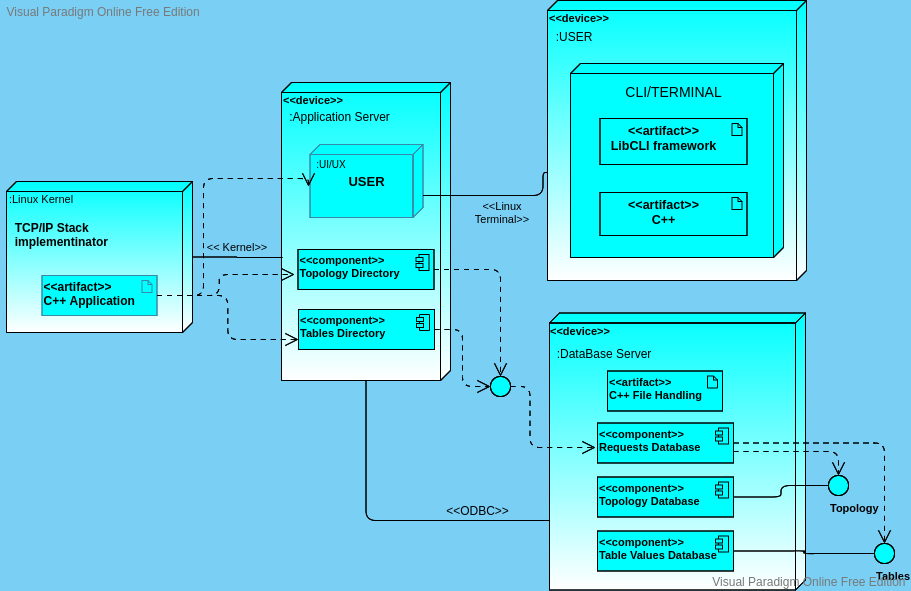 Visual Paradigm Online Free Edition
:Linux Kernel
TCP/IP Stack
implementinator
<<artifact>>
C++ Application
<< Kernel>>
<<device>>
:Application Server
:UI/UX
USER
<<component>>
Topology Directory
<<component>>
Tables Directory
<<Linux
Terminal>>
<<device>>
:USER
CLI/TERMINAL
<<artifact>>
LibCLI framework
<<artifact>>
C++
<<ODBC>>
<<device>>
:DataBase Server
<<artifact>>
C++ File Handling
<<component>>
Requests Database
<<component>>
Topology Database
<<component>>
Table Values Database
Topology
Tables
Visual Paradigm Online Free Edition